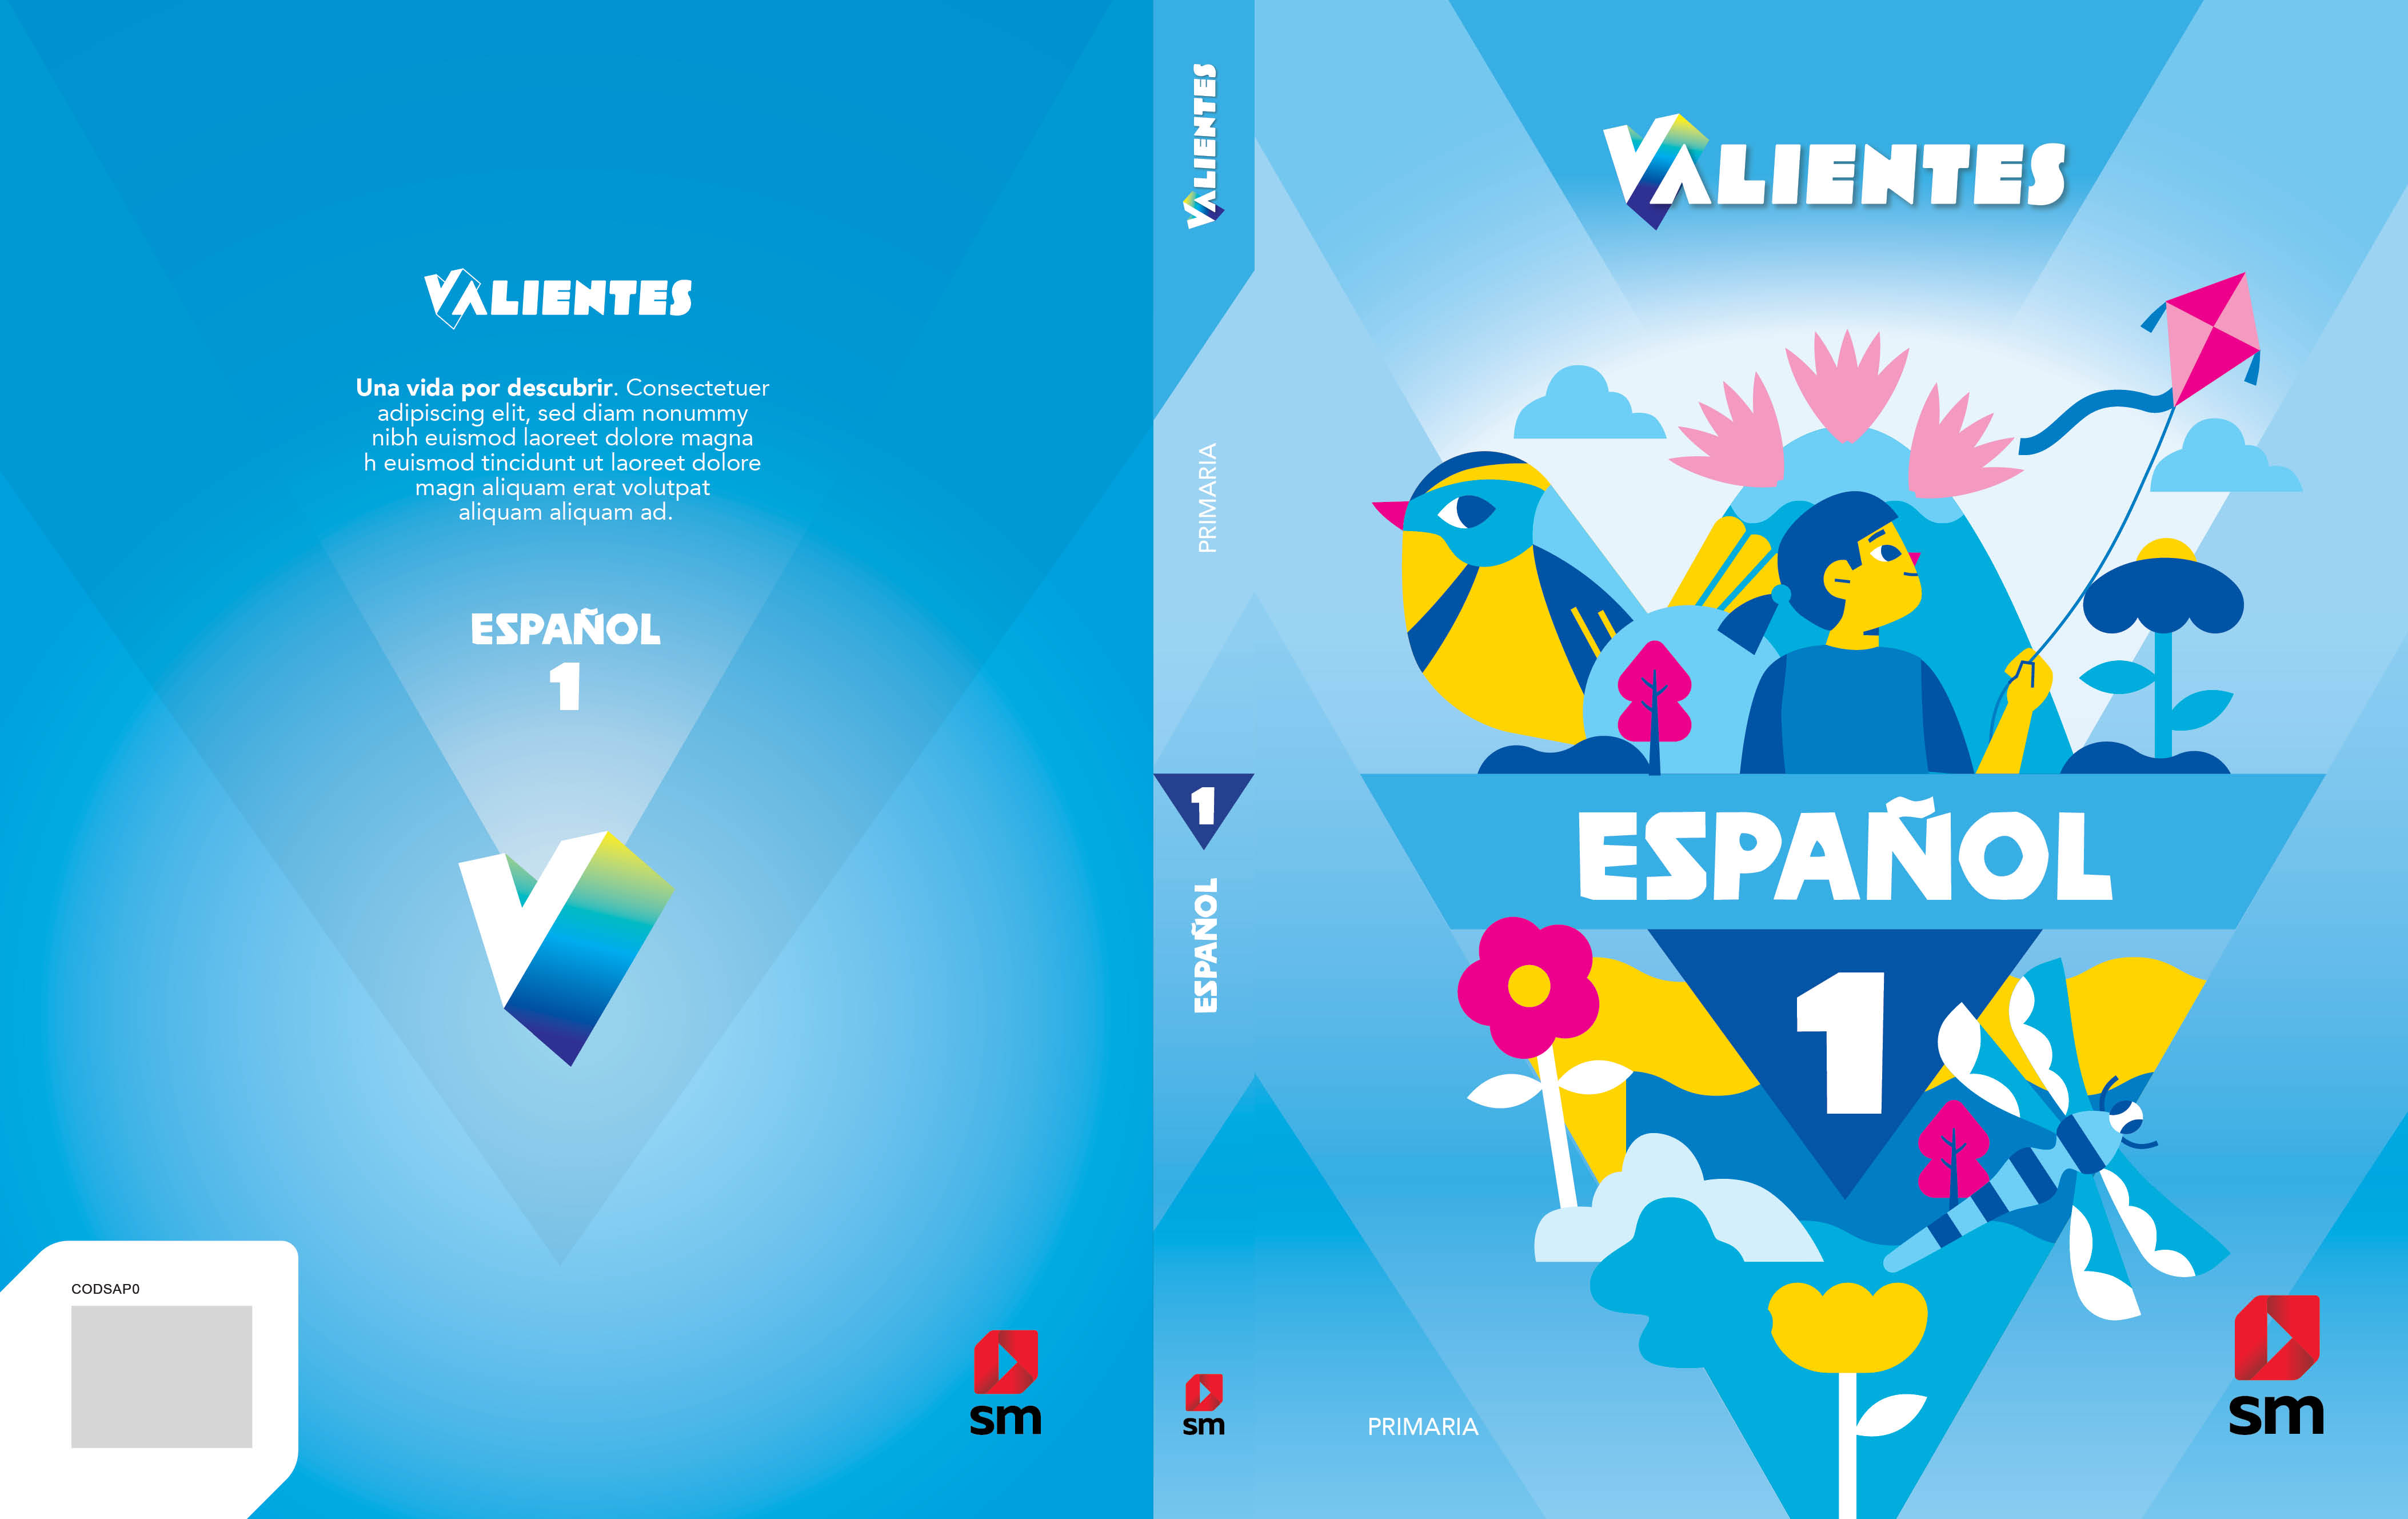 VALIENTES
Una vida por descubrir. Consectetuer
adipiscing elit, sed diam nonummy
nibh euismod laoreet dolore magna
h euismod tincidunt ut laoreet dolore
magn aliquam erat volutpat
aliquam aliquam ad.
ESPAÑOL
1
V
CODSAP0
sm
VALIENTES
PRIMARIA
1
ESPAÑOL
sm
VALIENTES
ESPAÑOL
1
PRIMARIA
sm